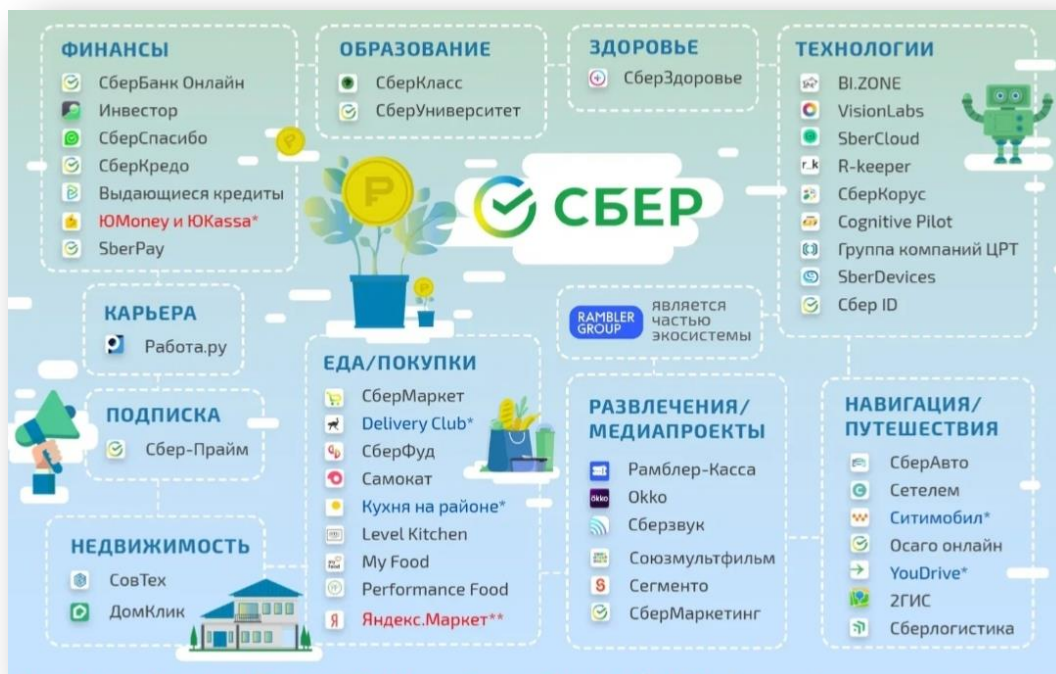 ФИНАНСЫ
СберБанк Онлайн
Инвестор
СберСпасибо
СберКредо
Выдающиеся кредиты
ЮMoney и ЮKassa*
SberPay
ОБРАЗОВАНИЕ
СберКласс
СберУниверситет
ЗДОРОВЬЕ
СберЗдоровье
ТЕХНОЛОГИИ
BI.ZONE
VisionLabs
SberCloud
r_k
R-keeper
СберКорус
Cognitive Pilot
Группа компаний ЦРТ
SberDevices
Сбер ID
СБЕР
КАРЬЕРА
Работа.ру
ПОДПИСКА
Сбер-Прайм
НЕДВИЖИМОСТЬ
СовТех
ДомКлик
ЕДА/ПОКУПКИ
СберМаркет
Delivery Club*
СберФуд
Самокат
Кухня на районе*
Level Kitchen
My Food
Performance Food
Я
Яндекс.Маркет**
RAMBLER
GROUP
является
частью
экосистемы
РАЗВЛЕЧЕНИЯ/
МЕДИАПРОЕКТЫ
Рамблер-Касса
okko
Okko
Сберзвук
Союзмультфильм
Сегменто
СберМаркетинг
НАВИГАЦИЯ/
ПУТЕШЕСТВИЯ
СберАвто
Сетелем
Ситимобил*
Осаго онлайн
YouDrive*
2ГИС
Сберлогистика